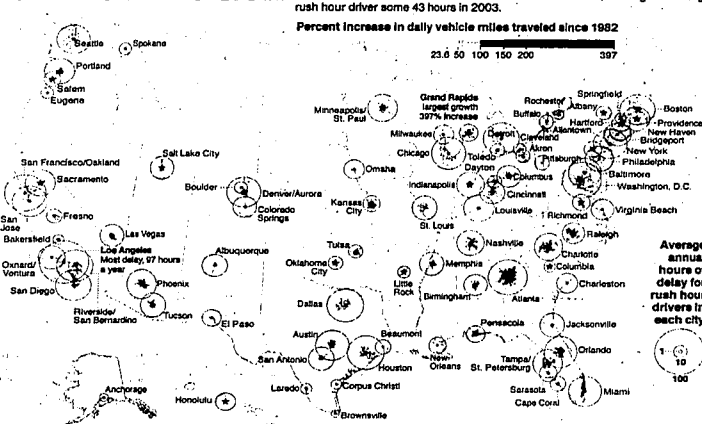 rush hour driver some 43 hours in 2003.
Percent increase in daily vehicle miles traveled since 1982
23.6 50 100 150 200 397
Seattle
Spokane
Portland
Salem
Eugene
Minneapolis/
St. Paul
Grand Rapids
largest growth
397% increase
Milwaukee
Chicago
Detroit
Toledo
Dayton
Cleveland
Akron
Columbus
Cincinnati
Indianapolis
Louisville
Rochester
Buffalo
Albany
Allentown
Pittsburgh
Springfield
Hartford
Boston
Providence
New Haven
Bridgeport
New York
Philadelphia
Baltimore
Washington, D.C.
Richmond
Virginia Beach
San Francisco/Oakland
Sacramento
San
Jose
Fresno
Bakersfield
Oxnard/
Ventura
San Diego
Los Angeles
Most delay, 97 hours
a year
Riverside/
San Bernardino
Las Vegas
Salt Lake City
Boulder
Denver/Aurora
Colorado
Springs
Albuquerque
Phoenix
Tucson
El Paso
Omaha
Kansas
City
St. Louis
Tulsa
Oklahoma
City
Little
Rock
Memphis
Nashville
Birmingham
Atlanta
Raleigh
Charlotte
Columbia
Charleston
Dallas
Austin
San Antonio
Beaumont
Houston
Laredo
Corpus Christi
Brownsville
New
Orleans
Pensacola
Jacksonville
Orlando
Tampa/
St. Petersburg
Sarasota
Cape Coral
Miami
Anchorage
Honolulu
Average
annual
hours of
delay for
rush hour
drivers in
each city
1
10
100